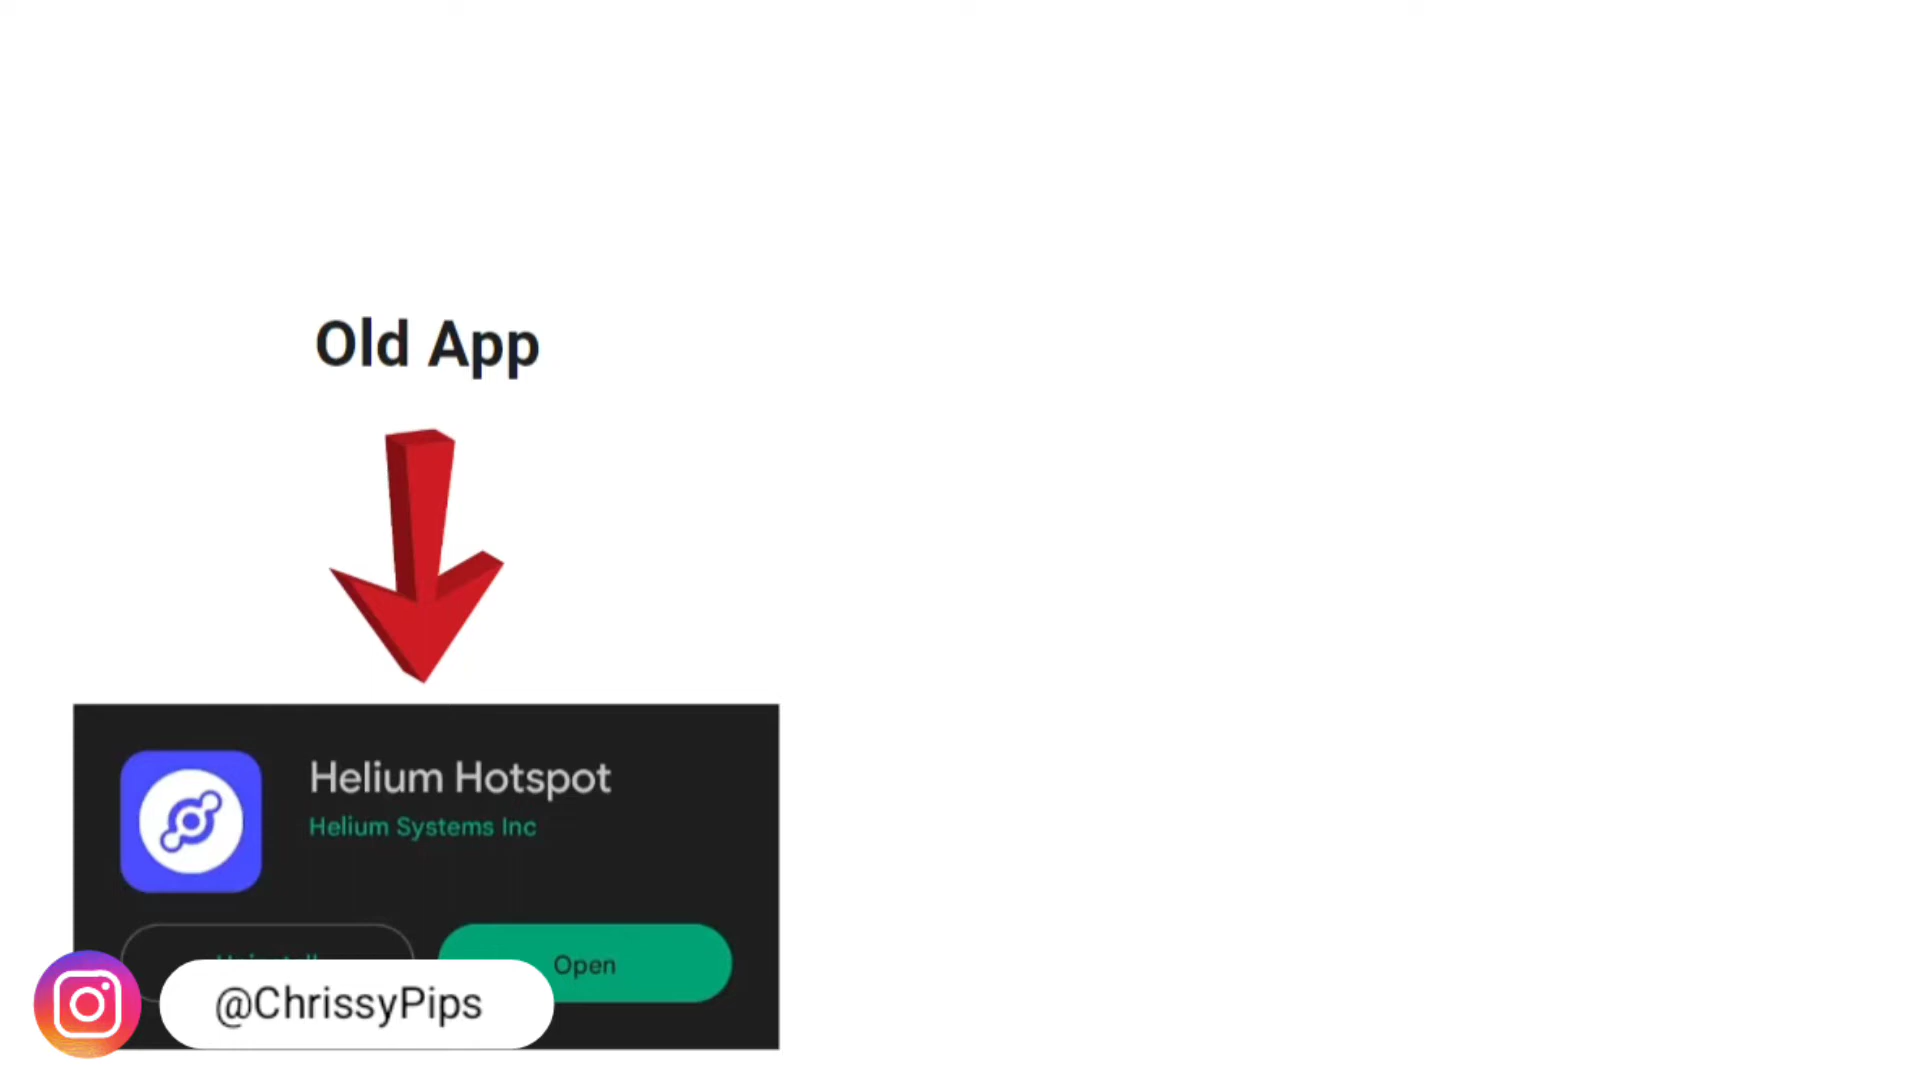 Old App
Helium Hotspot
Helium Systems Inc
Open
@ChrissyPips